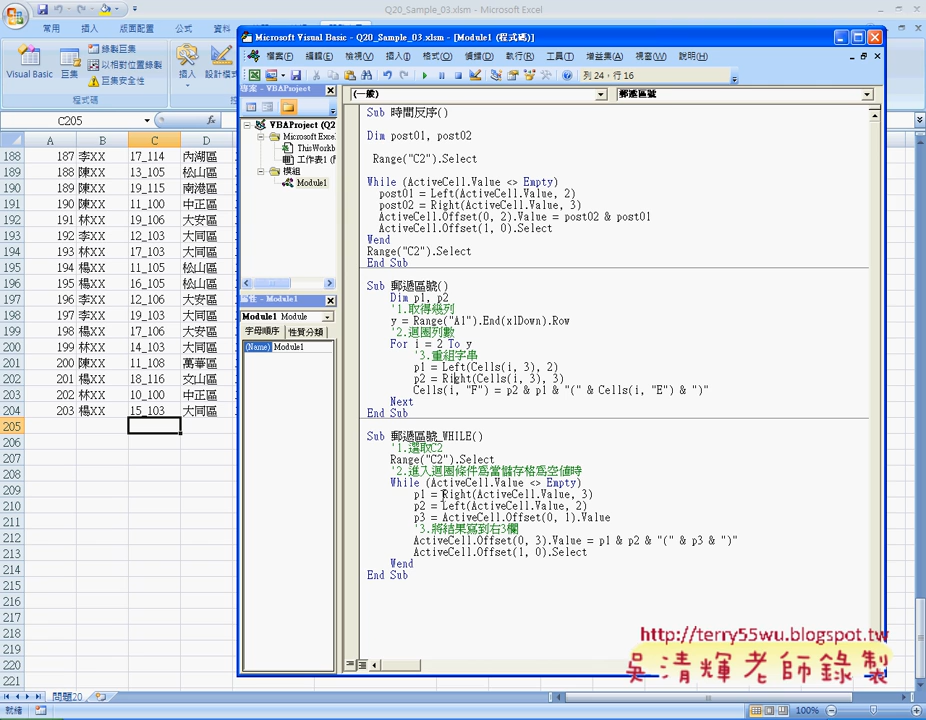 Q20_Sample_03.xlsm - Microsoft Excel
常用 插入 版面配置 公式 資料
Visual Basic 巨集 錄製巨集
以相對位置錄製
巨集安全性
插入 設計模式
程式碼
C205 fx
Microsoft Visual Basic - Q20_Sample_03.xlsm - [Module1 (程式碼)]
檔案(F) 編輯(E) 檢視(V) 插入(I) 格式(O) 偵錯(D) 執行(R) 工具(T) 增益集(A) 視窗(W) 說明(H)
列 24，行 16
專案 - VBAProject
VBAProject (Q2
Microsoft Exce
ThisWorkb
工作表1 (
模組
Module1
屬性 - Module1
Module1 Module
字母順序 性質分類
(Name) Module1
(一般) 郵遞區號
Sub 時間反序()
Dim post01, post02
Range("C2").Select
While (ActiveCell.Value <> Empty)
post01 = Left(ActiveCell.Value, 2)
post02 = Right(ActiveCell.Value, 3)
ActiveCell.Offset(0, 2).Value = post02 & post01
ActiveCell.Offset(1, 0).Select
Wend
Range("C2").Select
End Sub
Sub 郵遞區號()
Dim p1, p2
'1.取得幾列
y = Range("A1").End(xlDown).Row
'2.迴圈列數
For i = 2 To y
'3.重組字串
p1 = Left(Cells(i, 3), 2)
p2 = Right(Cells(i, 3), 3)
Cells(i, "F") = p2 & p1 & "(" & Cells(i, "E") & ")"
Next
End Sub
Sub 郵遞區號_WHILE()
'1.選取C2
Range("C2").Select
'2.進入迴圈條件為當儲存格為空值時
While (ActiveCell.Value <> Empty)
p1 = Right(ActiveCell.Value, 3)
p2 = Left(ActiveCell.Value, 2)
p3 = ActiveCell.Offset(0, 1).Value
'3.將結果寫到右3欄
ActiveCell.Offset(0, 3).Value = p1 & p2 & "(" & p3 & ")"
ActiveCell.Offset(1, 0).Select
Wend
End Sub
A B C D
188 187 李XX 17_114 內湖區
189 188 陳XX 13_105 松山區
190 189 陳XX 19_115 南港區
191 190 陳XX 11_100 中正區
192 191 林XX 19_106 大安區
193 192 李XX 12_103 大同區
194 193 林XX 17_103 大同區
195 194 楊XX 11_105 松山區
196 195 楊XX 16_105 松山區
197 196 李XX 12_106 大安區
198 197 李XX 19_103 大同區
199 198 楊XX 17_106 大安區
200 199 林XX 14_103 大同區
201 200 陳XX 11_108 萬華區
202 201 楊XX 18_116 文山區
203 202 林XX 10_100 中正區
204 203 楊XX 15_103 大同區
205
206
207
208
209
210
211
212
213
214
215
216
217
218
219
220
221
http://terry55wu.blogspot.tw
吳清輝老師錄製
問題20
就緒
100%